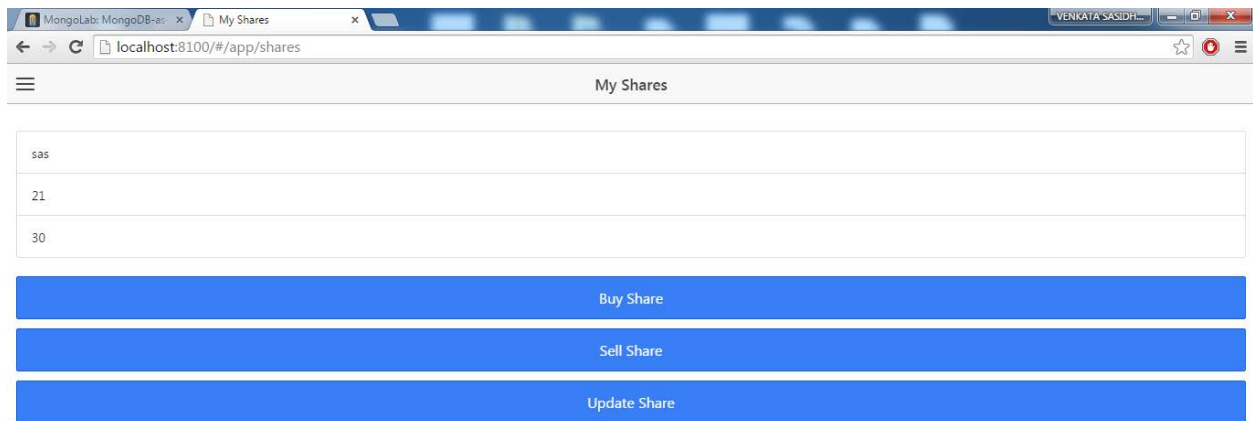 MongoLab: MongoDB-as- My Shares
VENKATA SASIDH...
localhost:8100/#/app/shares
My Shares
sas
21
30
Buy Share
Sell Share
Update Share